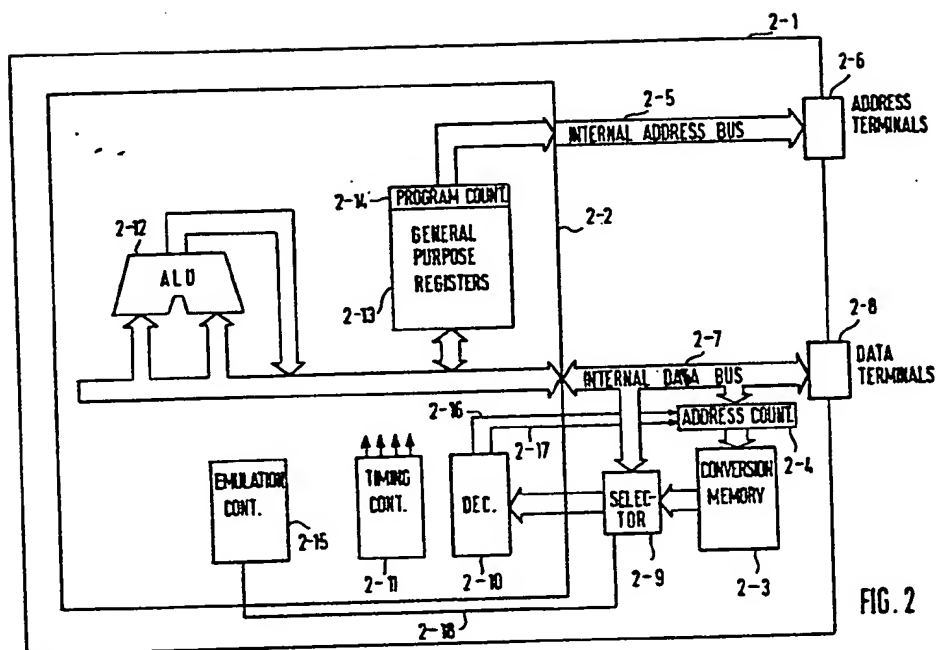 2-1
2-6
ADDRESS
TERMINALS
2-5
INTERNAL ADDRESS BUS
2-14
PROGRAM COUNT.
2-2
2-12
GENERAL
PURPOSE
REGISTERS
ALU
2-13
2-8
2-7
DATA
TERMINALS
INTERNAL DATA BUS
2-16
ADDRESS COUNT.
2-17
2-4
EMULATION
CONT.
TIMING
CONT.
DEC.
SELEC-
TOR
CONVERSION
MEMORY
2-15
2-11
2-10
2-9
2-3
2-18
FIG. 2